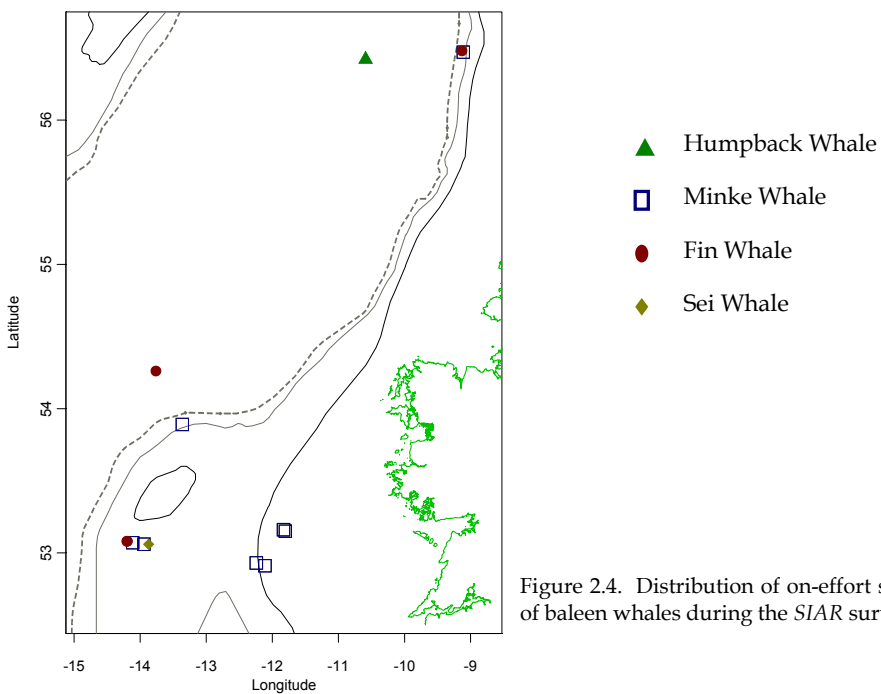 56
55
54
53
Latitude
-15 -14 -13 -12 -11 -10 -9
Longitude
Humpback Whale
Minke Whale
Fin Whale
Sei Whale
Figure 2.4. Distribution of on-effort
of baleen whales during the SIAR